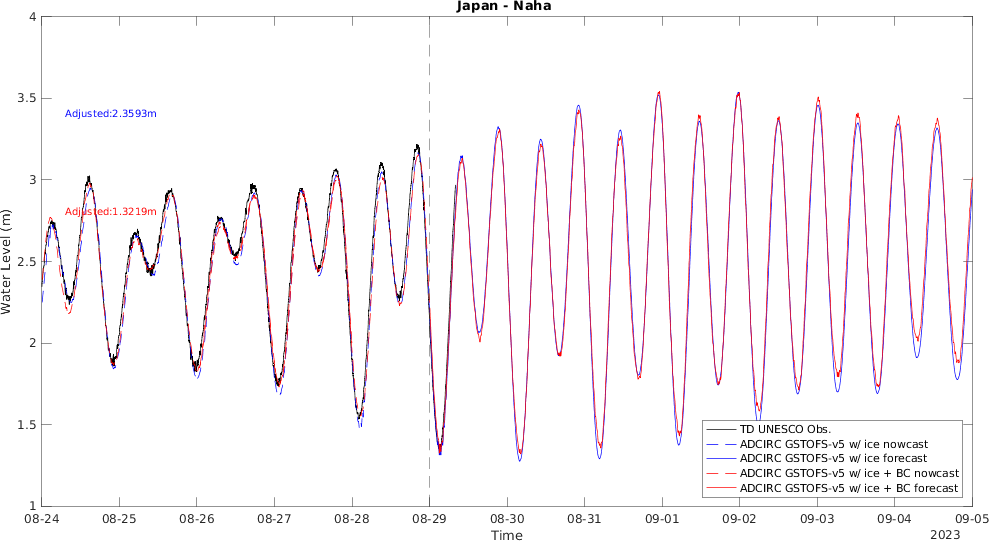 Japan - Naha
4
3.5
3
2.5
2
1.5
1
Water Level (m)
Adjusted:2.3593m
Adjusted:1.3219m
TD UNESCO Obs.
ADCIRC GSTOFS-v5 w/ ice nowcast
ADCIRC GSTOFS-v5 w/ ice forecast
ADCIRC GSTOFS-v5 w/ ice + BC nowcast
ADCIRC GSTOFS-v5 w/ ice + BC forecast
08-24 08-25 08-26 08-27 08-28 08-29 08-30 08-31 09-01 09-02 09-03 09-04 09-05
Time
2023